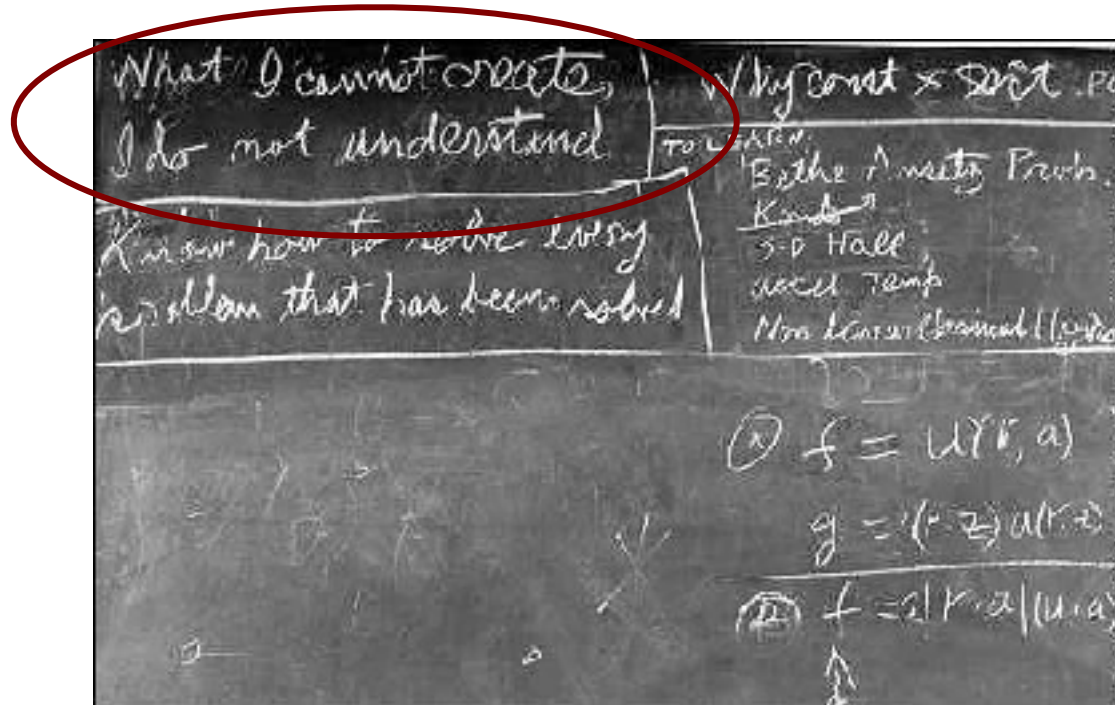 What I cannot create,
I do not understand
Know how to solve every
problem that has been solved
Why const × sort .PO
TO LEARN:
Bethe Ansatz Prob.
Kondo
2-D Hall
accel Temp
Non Linear Classical Hydro
f = U(r, a)
g = (r·z) u(r·z)
f = 2|r·a|(u·a)